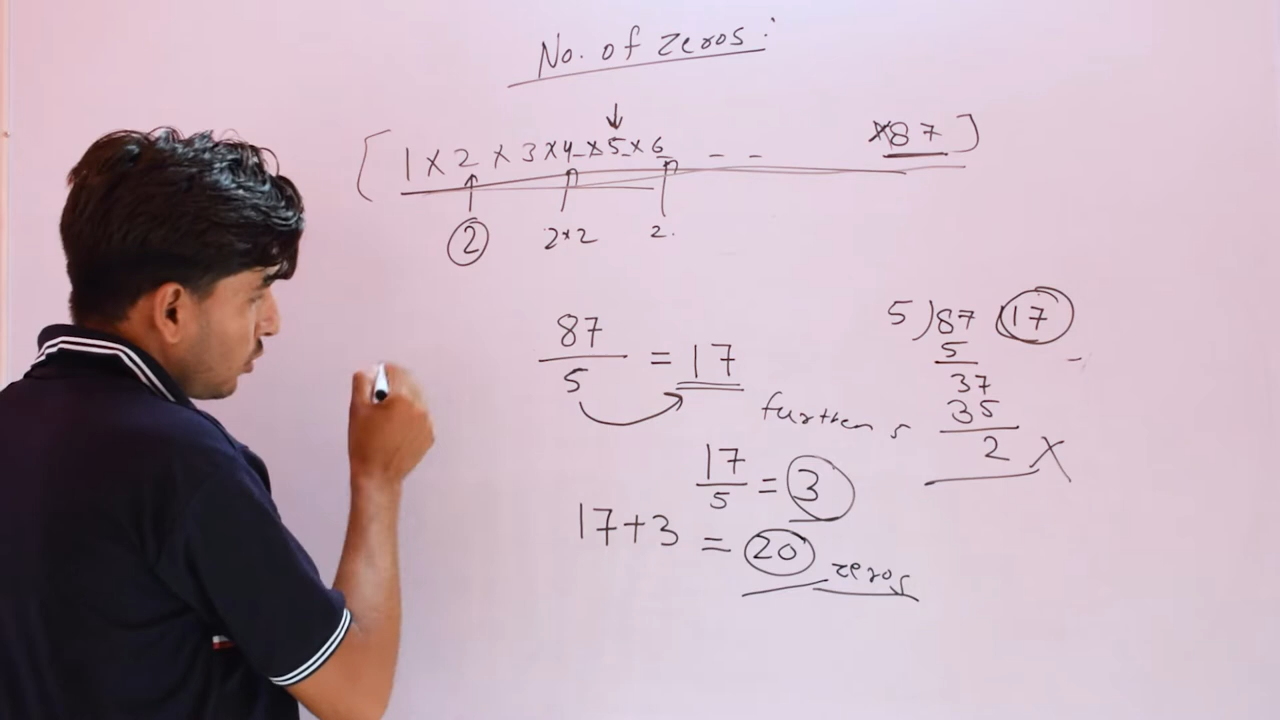 No. of zeros :
[ 1 × 2 × 3 × 4 × 5 × 6 - - × 87 ]
2 2×2 2.
87/5 = 17
5 ) 87 ( 17
5
37
35
2 ×
further 5
17/5 = 3
17+3 = 20 zeros